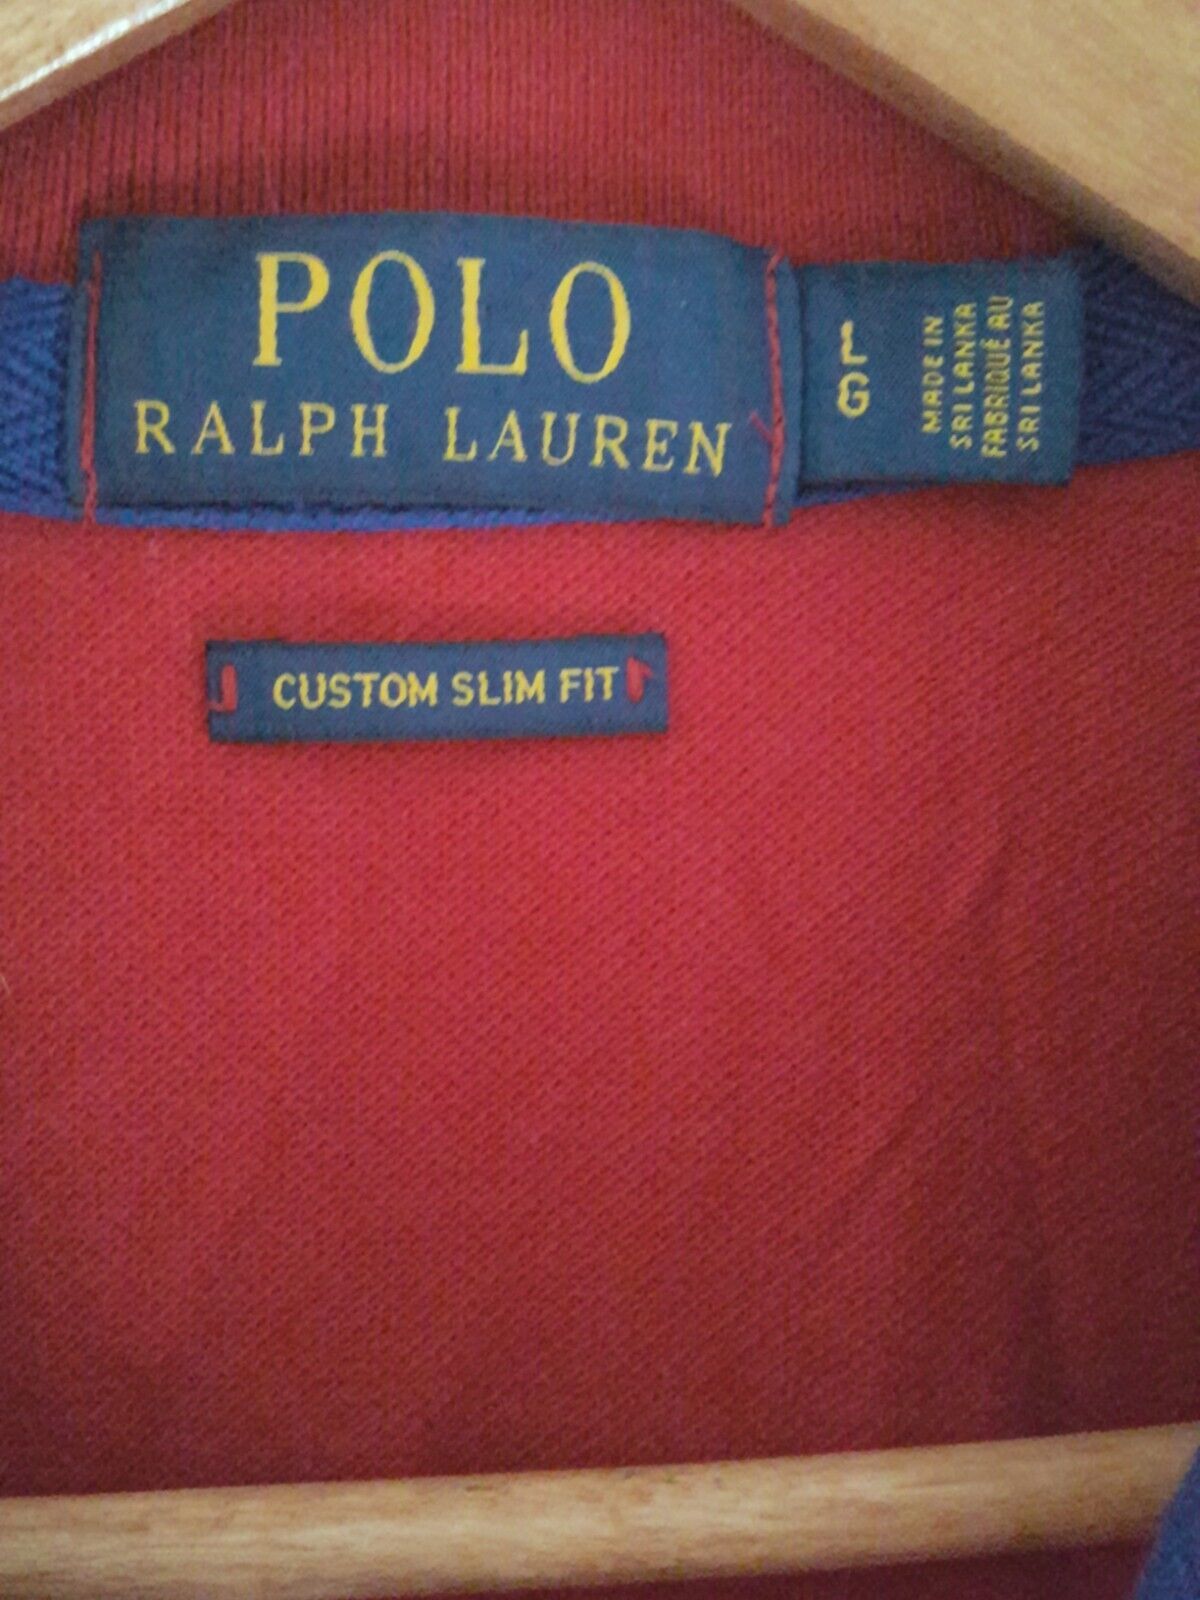 POLO
RALPH LAUREN
L
G
MADE IN
SRI LANKA
FABRIQUÉ AU
SRI LANKA
CUSTOM SLIM FIT